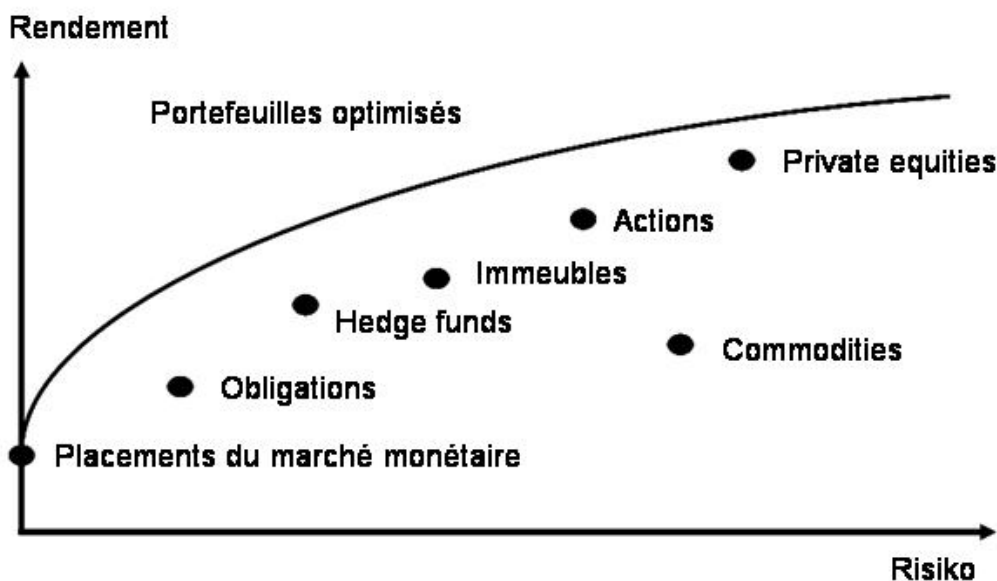 Rendement
Portefeuilles optimisés
Private equities
Actions
Immeubles
Hedge funds
Commodities
Obligations
Placements du marché monétaire
Risiko